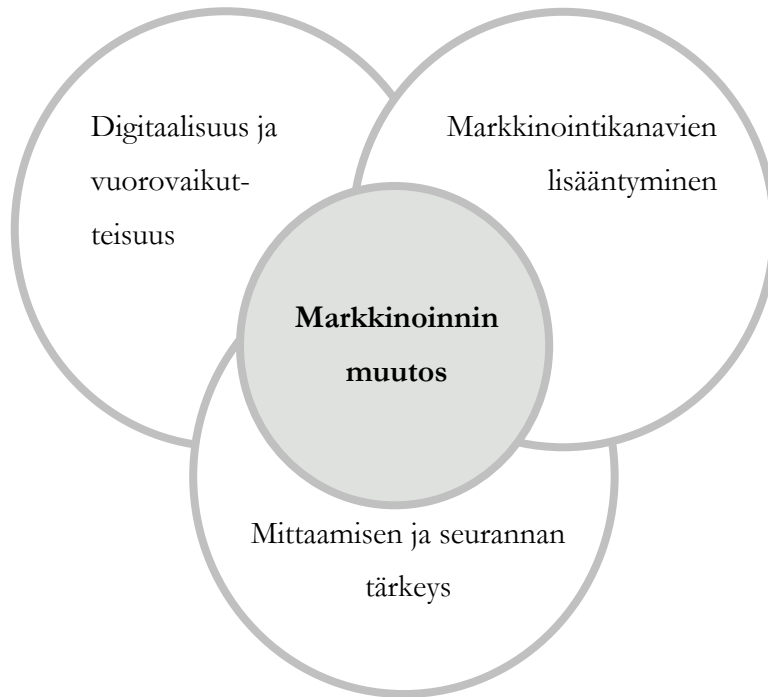 Digitaalisuus ja
vuorovaikut-
teisuus
Markkinointikanavien
lisääntyminen
Markkinoinnin
muutos
Mittaamisen ja seurannan
tärkeys